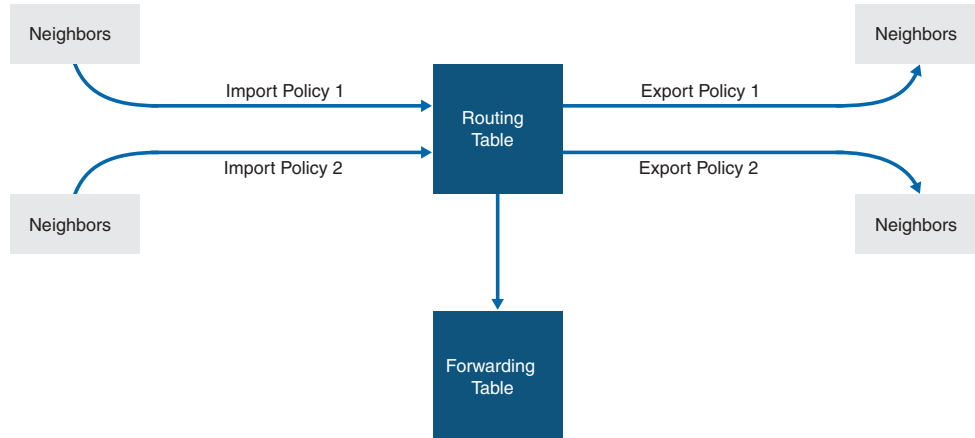 Neighbors
Neighbors
Import Policy 1
Export Policy 1
Routing
Table
Import Policy 2
Export Policy 2
Neighbors
Neighbors
Forwarding
Table